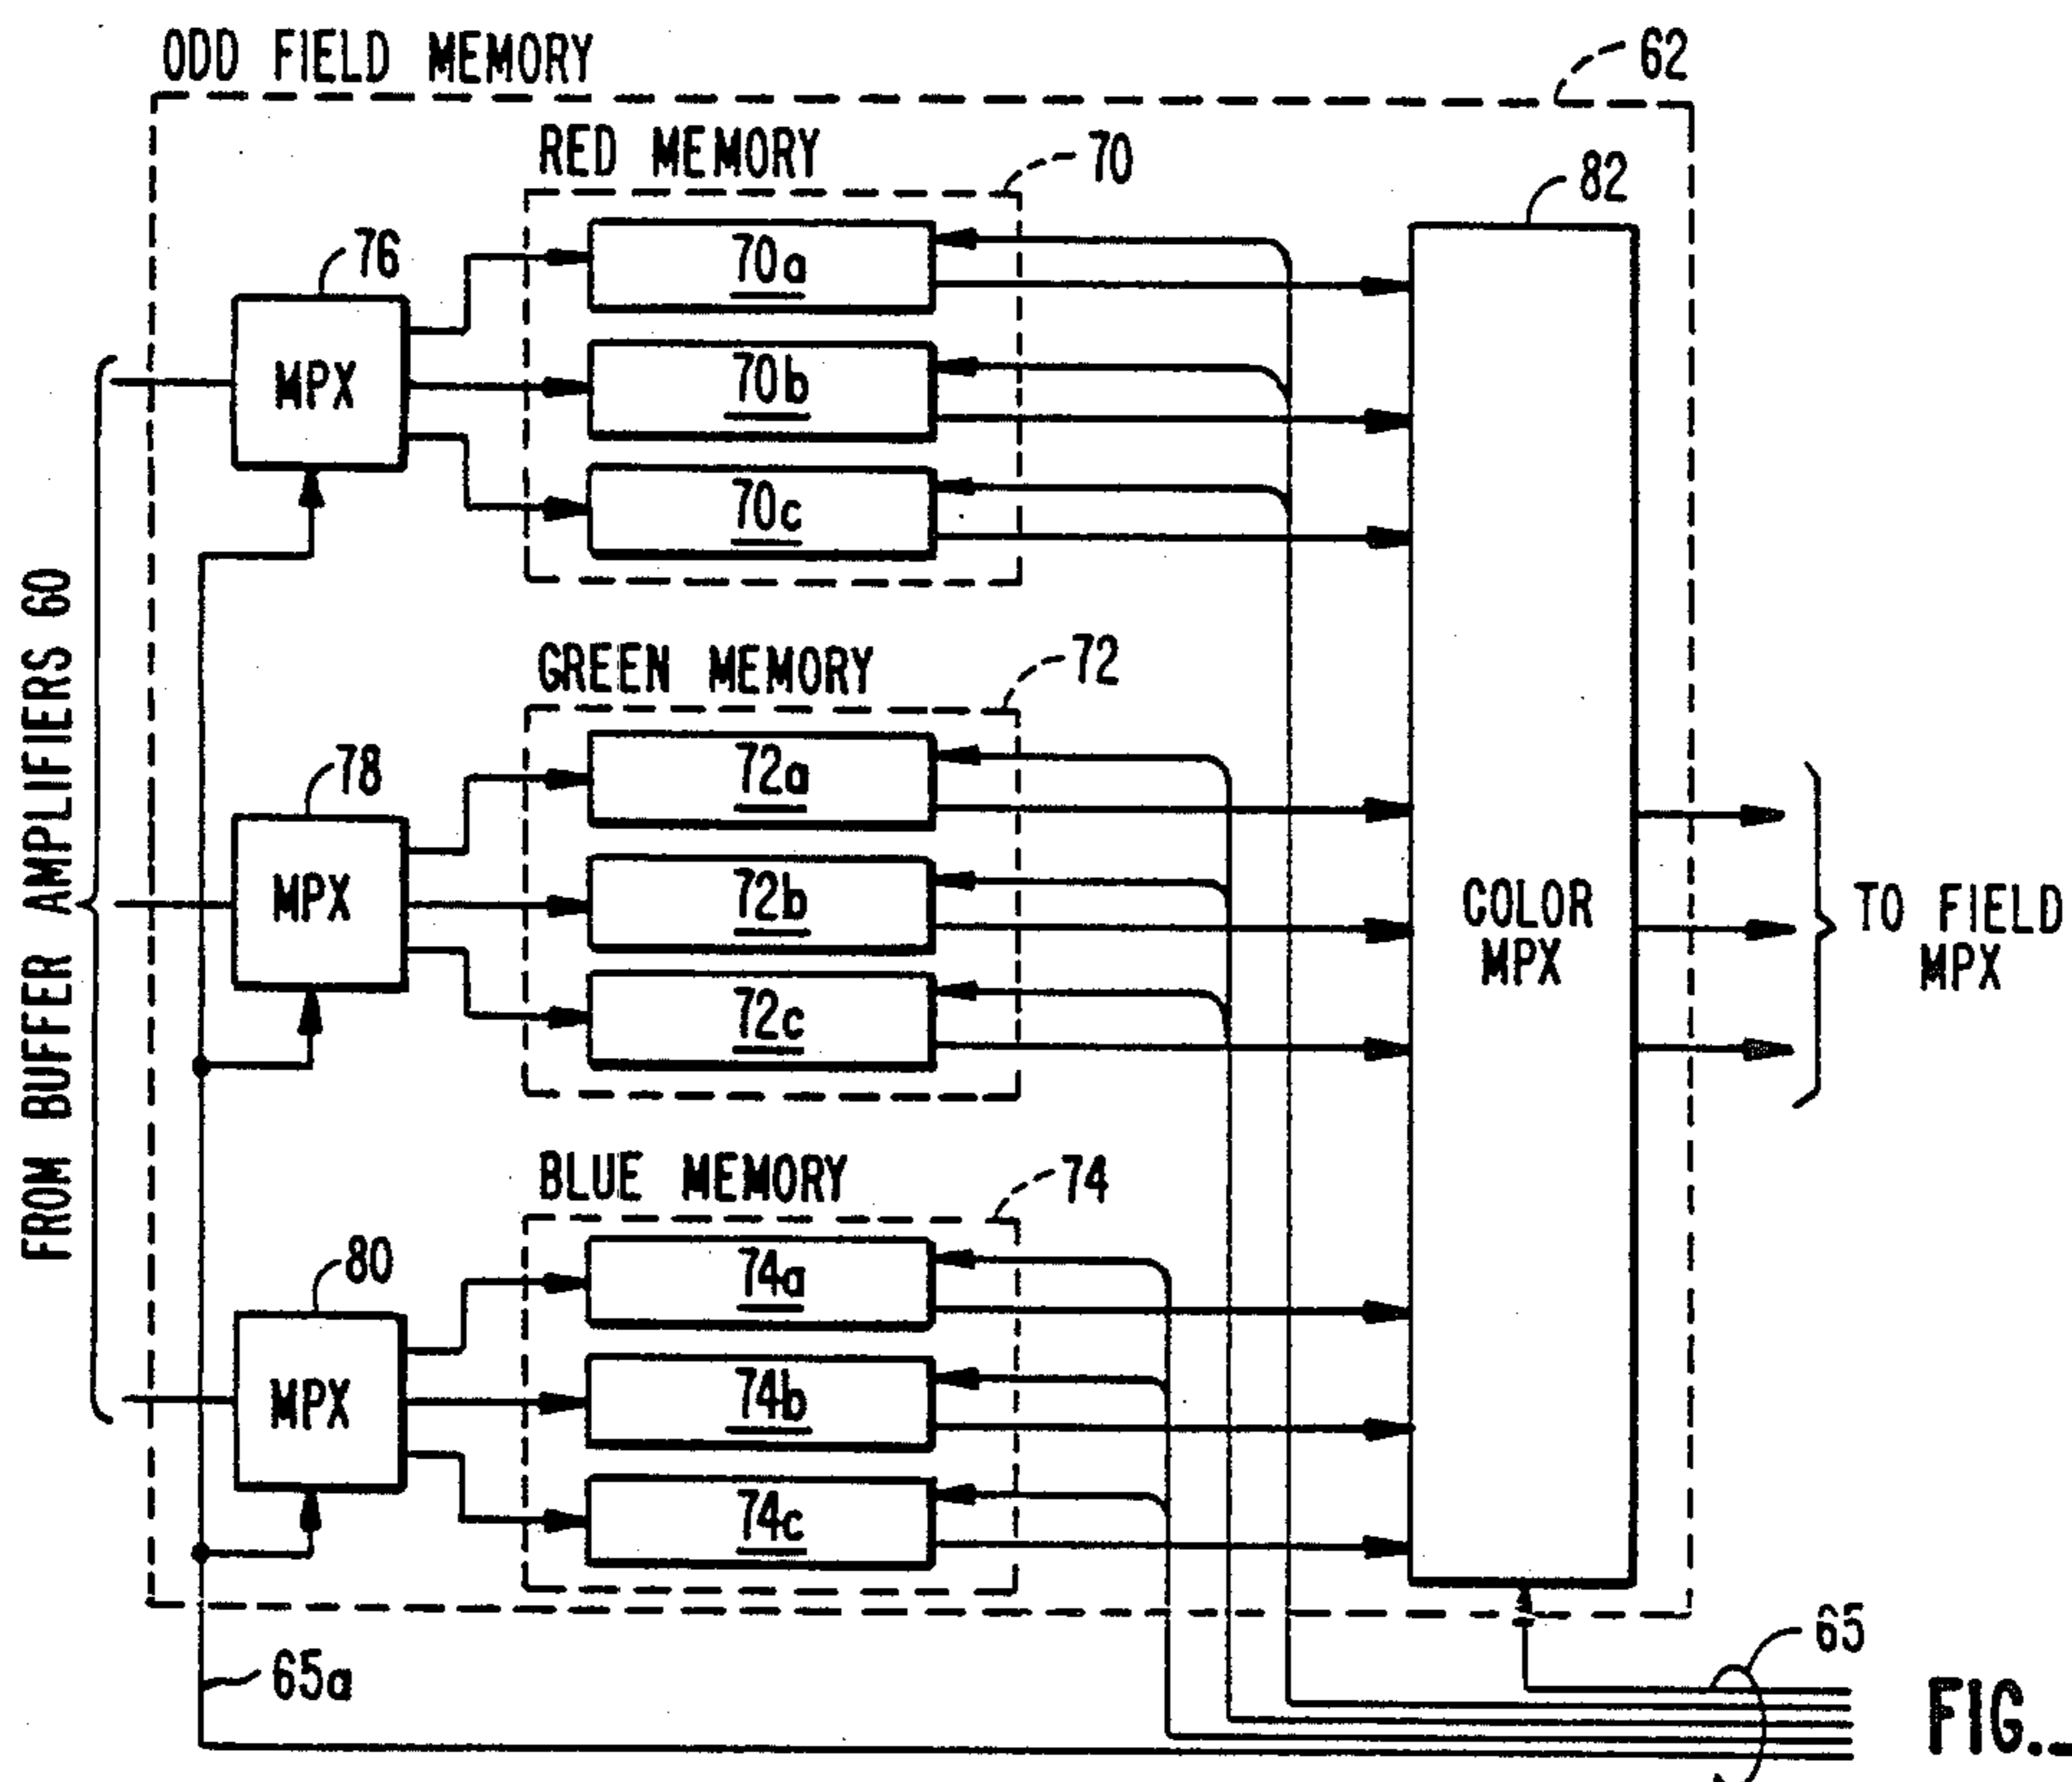 ODD FIELD MEMORY
62
RED MEMORY
70
82
76
70a
MPX
70b
70c
FROM BUFFER AMPLIFIERS 60
GREEN MEMORY
72
78
72a
MPX
72b
72c
COLOR
MPX
TO FIELD
MPX
BLUE MEMORY
74
80
74a
MPX
74b
74c
65
65a
FIG._